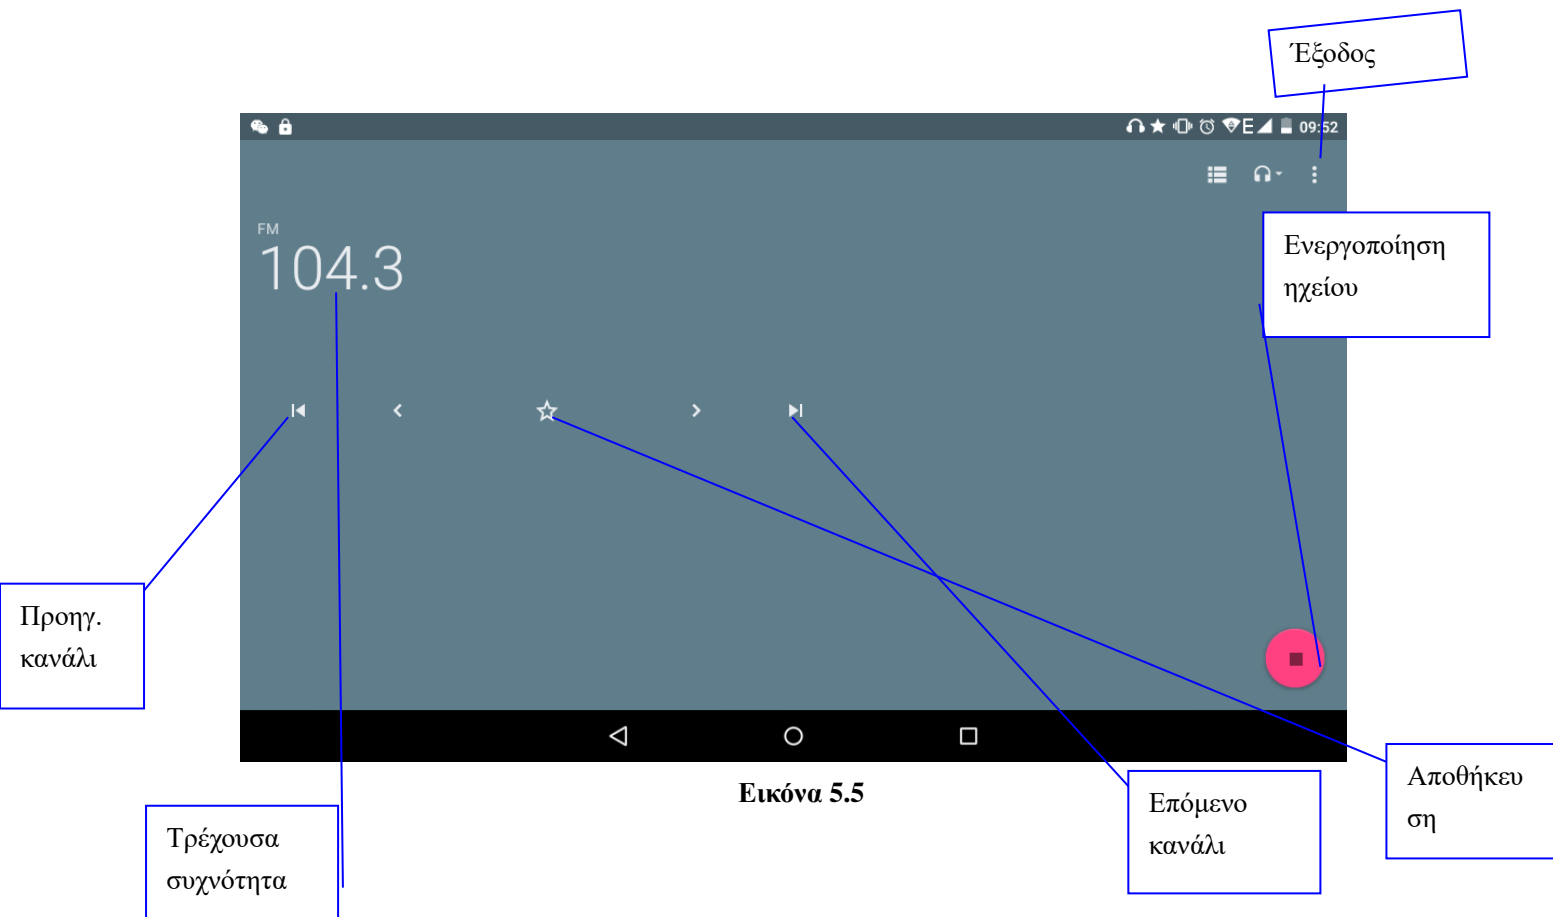 Έξοδος
E 09:52
FM
104.3
Ενεργοποίηση
ηχείου
Προηγ.
κανάλι
Εικόνα 5.5
Τρέχουσα
συχνότητα
Επόμενο
κανάλι
Αποθήκευ
ση